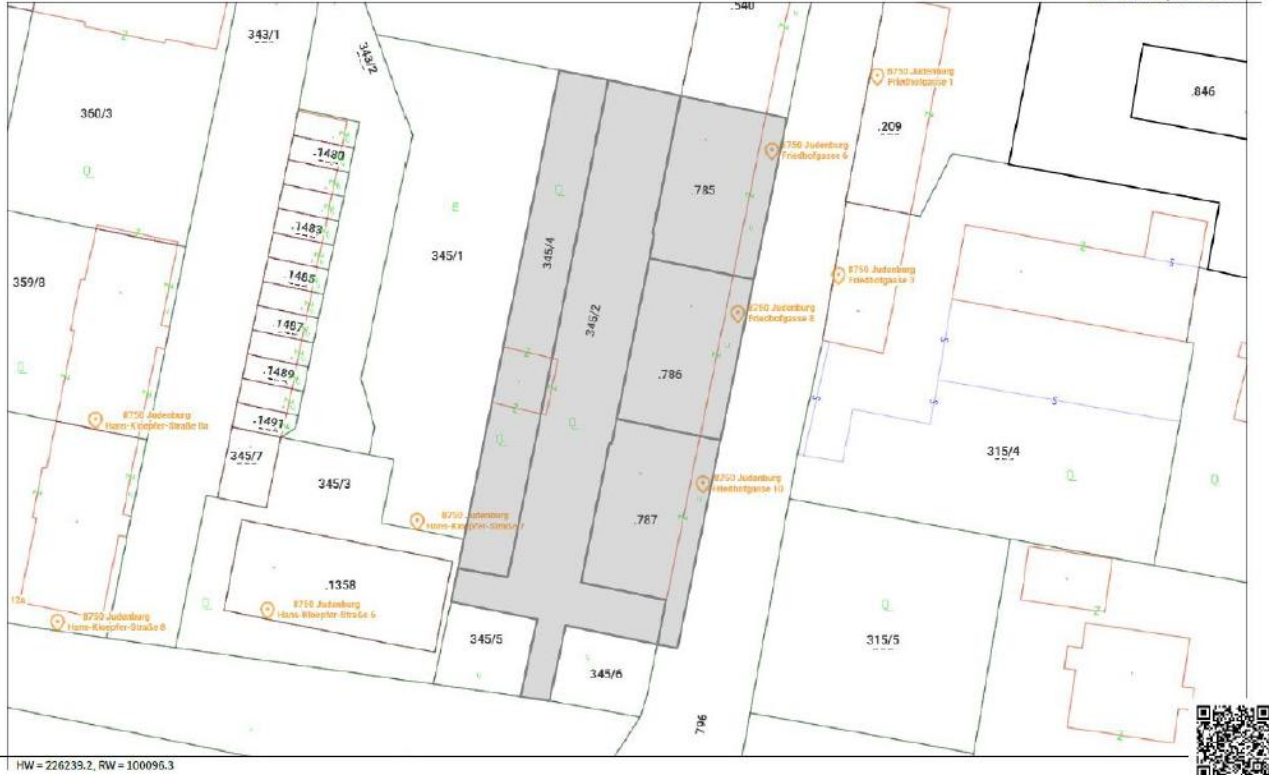 .540
343/1
343/2
8750 Judenburg
Friedhofgasse 1
.846
360/3
.209
.1480
8750 Judenburg
Friedhofgasse 6
.785
.1483
345/4
345/1
359/8
.1485
8750 Judenburg
Friedhofgasse 3
8750 Judenburg
Friedhofgasse 8
345/2
.1487
.786
.1489
8750 Judenburg
Hans-Kloepfer-Straße 8a
.1491
345/7
315/4
345/3
8750 Judenburg
Friedhofgasse 10
8750 Judenburg
Hans-Kloepfer-Straße 7
.787
.1358
12a
8750 Judenburg
Hans-Kloepfer-Straße 6
8750 Judenburg
Hans-Kloepfer-Straße 8
345/5
315/5
345/6
796
HW = 226239.2, RW = 100096.3